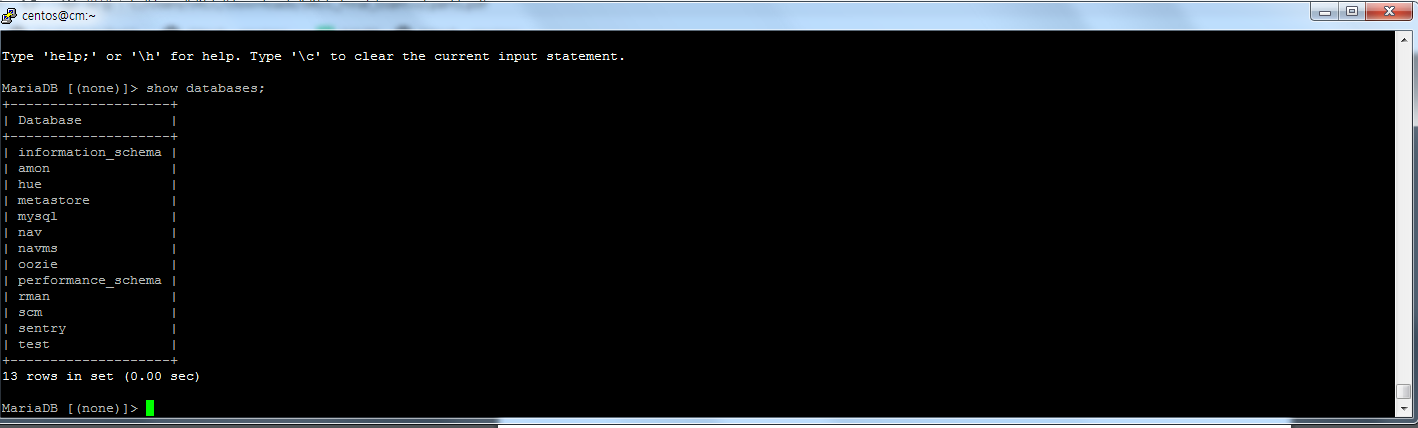 centos@cm:~
Type 'help;' or '\h' for help. Type '\c' to clear the current input statement.
MariaDB [(none)]> show databases;
+--------------------+
| Database           |
+--------------------+
| information_schema |
| amon               |
| hue                |
| metastore          |
| mysql              |
| nav                |
| navms              |
| oozie              |
| performance_schema |
| rman               |
| scm                |
| sentry             |
| test               |
+--------------------+
13 rows in set (0.00 sec)
MariaDB [(none)]>